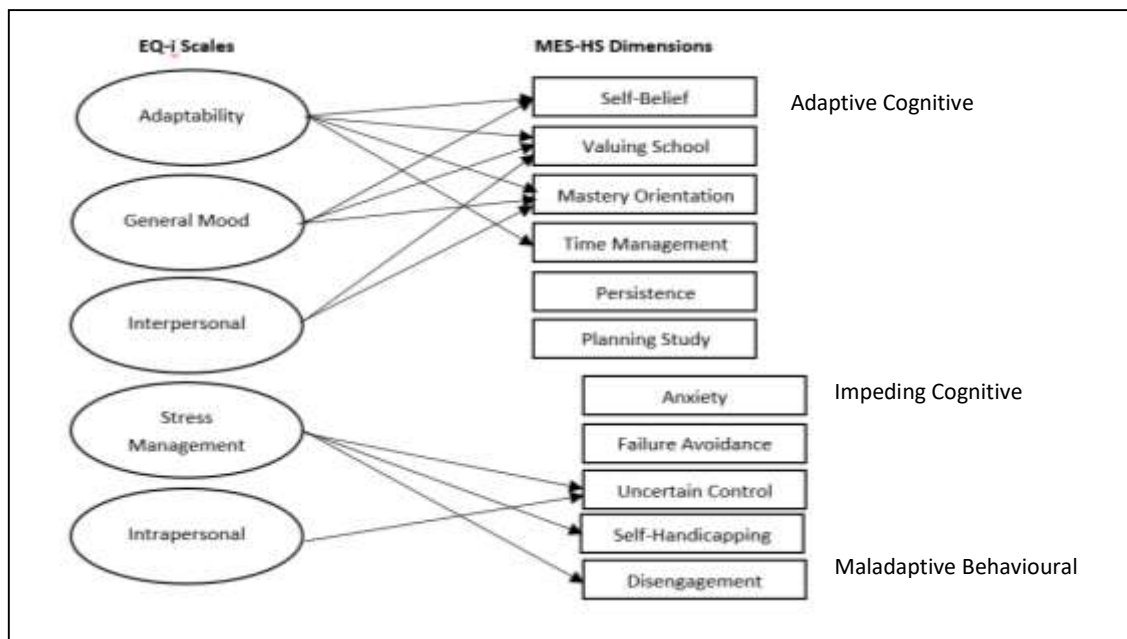 EQ-i Scales
MES-HS Dimensions
Adaptability
General Mood
Interpersonal
Stress
Management
Intrapersonal
Self-Belief
Adaptive Cognitive
Valuing School
Mastery Orientation
Time Management
Persistence
Planning Study
Anxiety
Impeding Cognitive
Failure Avoidance
Uncertain Control
Self-Handicapping
Disengagement
Maladaptive Behavioural